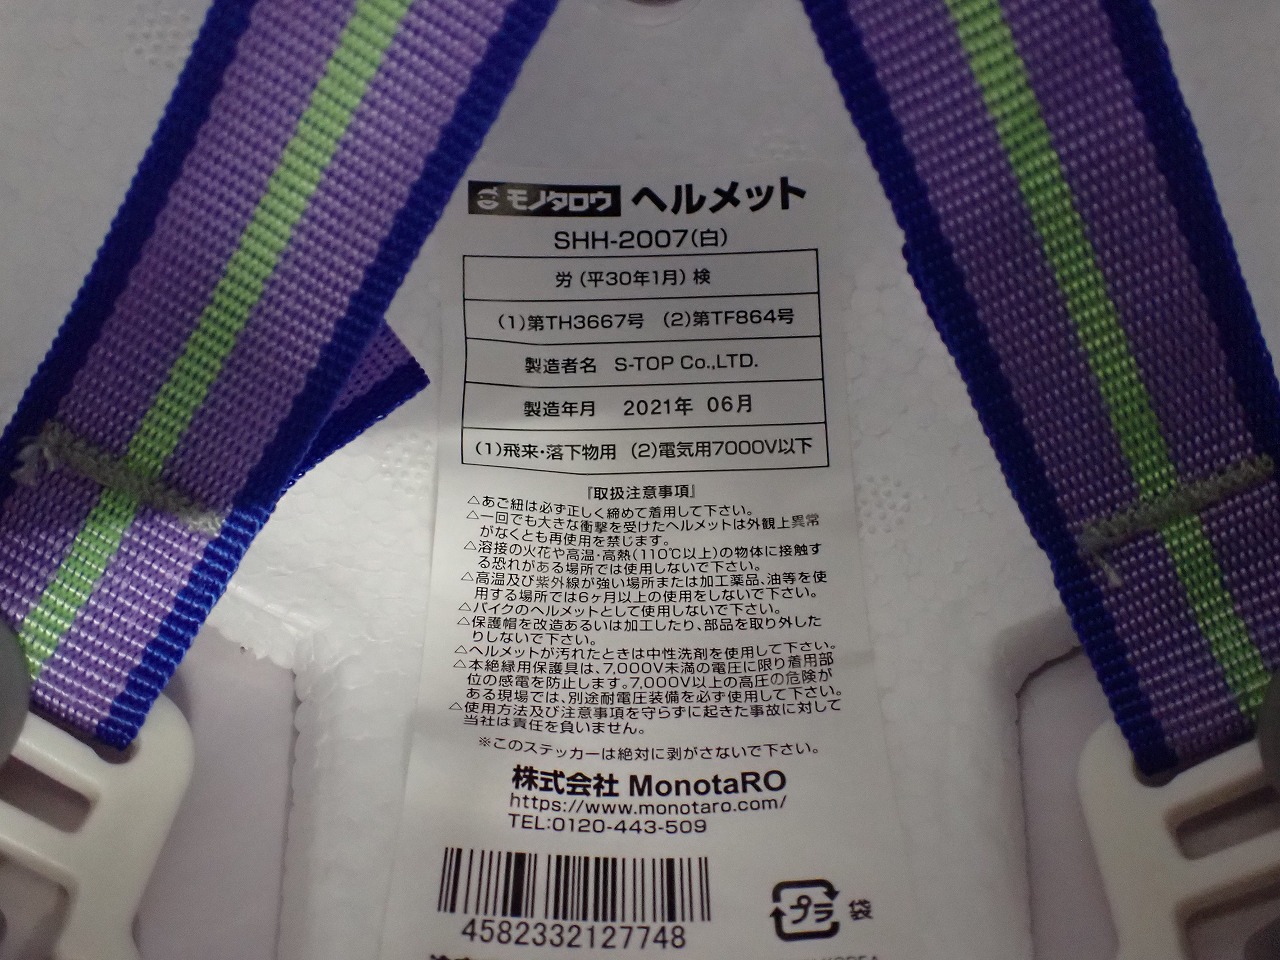 モノタロウ ヘルメット
SHH-2007(白)
労(平30年1月)検
(1)第TH3667号 (2)第TF864号
製造者名 S-TOP Co.,LTD.
製造年月 2021年 06月
(1)飛来・落下物用 (2)電気用7000V以下
『取扱注意事項』
△あご紐は必ず正しく締めて着用して下さい。
△一回でも大きな衝撃を受けたヘルメットは外観上異常
がなくとも再使用を禁じます。
△溶接の火花や高温・高熱(110℃以上)の物体に接触す
る恐れがある場所では使用しないで下さい。
△高温及び紫外線が強い場所または加工薬品、油等を使
用する場所では6ヶ月以上の使用をしないで下さい。
△バイクのヘルメットとして使用しないで下さい。
△保護帽を改造あるいは加工したり、部品を取り外した
りしないで下さい。
△ヘルメットが汚れたときは中性洗剤を使用して下さい。
△本絶縁用保護具は、7,000V未満の電圧に限り着用部
位の感電を防止します。7,000V以上の高圧の危険が
ある現場では、別途耐電圧装備を必ず使用して下さい。
△使用方法及び注意事項を守らずに起きた事故に対して
当社は責任を負いません。
※このステッカーは絶対に剥がさないで下さい。
株式会社 MonotaRO
https://www.monotaro.com/
TEL:0120-443-509
プラ 袋
4582332127748